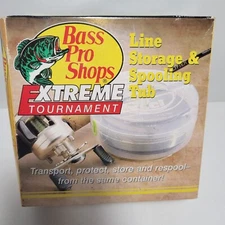 Bass
Pro Shops
EXTREME
TOURNAMENT
Line
Storage &
Spooling
Tub
Transport, protect, store and respool-
from the same container!